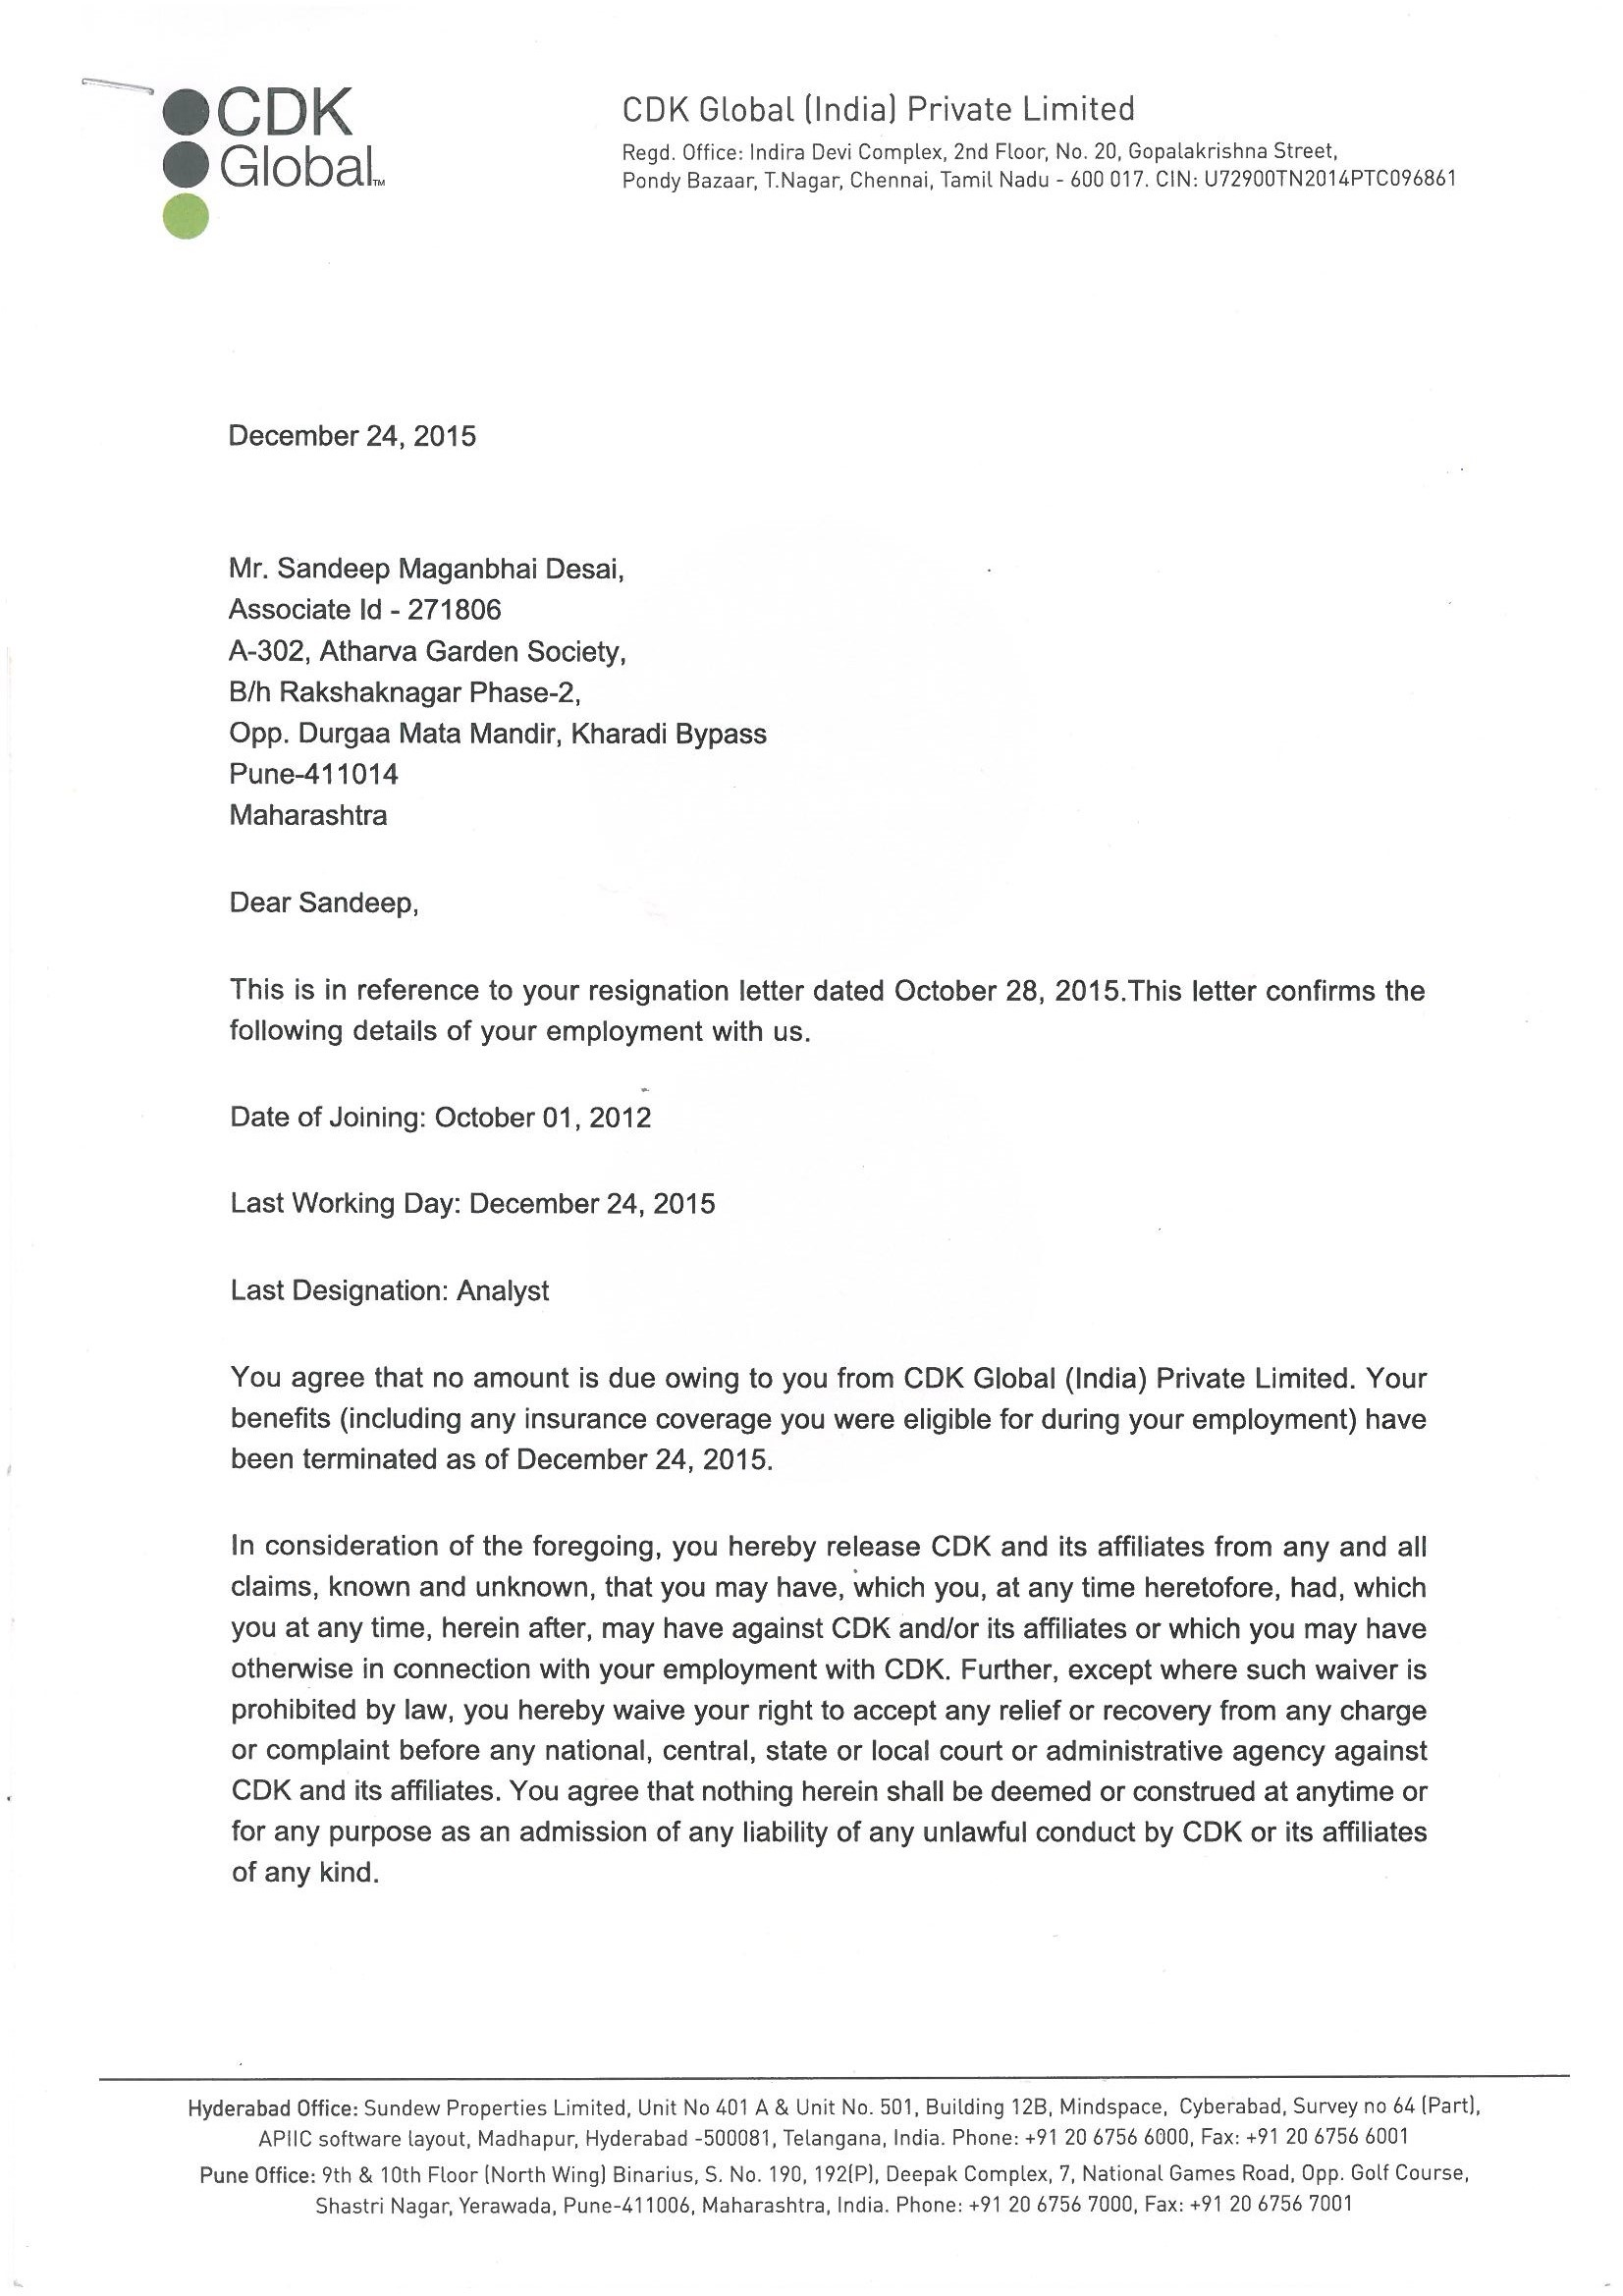 CDK
Global™
CDK Global (India) Private Limited
Regd. Office: Indira Devi Complex, 2nd Floor, No. 20, Gopalakrishna Street,
Pondy Bazaar, T.Nagar, Chennai, Tamil Nadu - 600 017. CIN: U72900TN2014PTC096861
December 24, 2015
Mr. Sandeep Maganbhai Desai,
Associate Id - 271806
A-302, Atharva Garden Society,
B/h Rakshaknagar Phase-2,
Opp. Durgaa Mata Mandir, Kharadi Bypass
Pune-411014
Maharashtra
Dear Sandeep,
This is in reference to your resignation letter dated October 28, 2015.This letter confirms the
following details of your employment with us.
Date of Joining: October 01, 2012
Last Working Day: December 24, 2015
Last Designation: Analyst
You agree that no amount is due owing to you from CDK Global (India) Private Limited. Your
benefits (including any insurance coverage you were eligible for during your employment) have
been terminated as of December 24, 2015.
In consideration of the foregoing, you hereby release CDK and its affiliates from any and all
claims, known and unknown, that you may have, which you, at any time heretofore, had, which
you at any time, herein after, may have against CDK and/or its affiliates or which you may have
otherwise in connection with your employment with CDK. Further, except where such waiver is
prohibited by law, you hereby waive your right to accept any relief or recovery from any charge
or complaint before any national, central, state or local court or administrative agency against
CDK and its affiliates. You agree that nothing herein shall be deemed or construed at anytime or
for any purpose as an admission of any liability of any unlawful conduct by CDK or its affiliates
of any kind.
Hyderabad Office: Sundew Properties Limited, Unit No 401 A & Unit No. 501, Building 12B, Mindspace, Cyberabad, Survey no 64 (Part),
APIIC software layout, Madhapur, Hyderabad -500081, Telangana, India. Phone: +91 20 6756 6000, Fax: +91 20 6756 6001
Pune Office: 9th & 10th Floor (North Wing) Binarius, S. No. 190, 192(P), Deepak Complex, 7, National Games Road, Opp. Golf Course,
Shastri Nagar, Yerawada, Pune-411006, Maharashtra, India. Phone: +91 20 6756 7000, Fax: +91 20 6756 7001